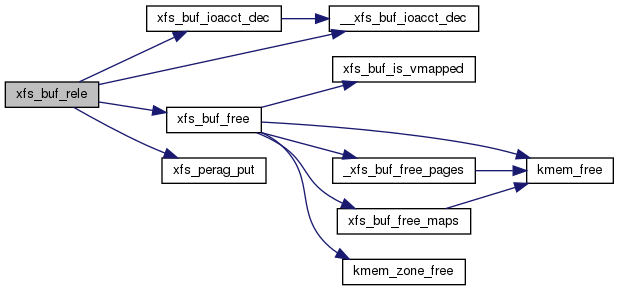 xfs_buf_rele
xfs_buf_ioacct_dec
__xfs_buf_ioacct_dec
xfs_buf_free
xfs_perag_put
xfs_buf_is_vmapped
_xfs_buf_free_pages
xfs_buf_free_maps
kmem_zone_free
kmem_free